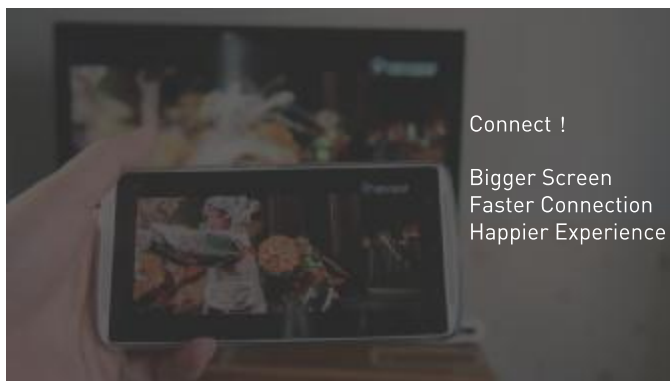 Connect！
Bigger Screen
Faster Connection
Happier Experience